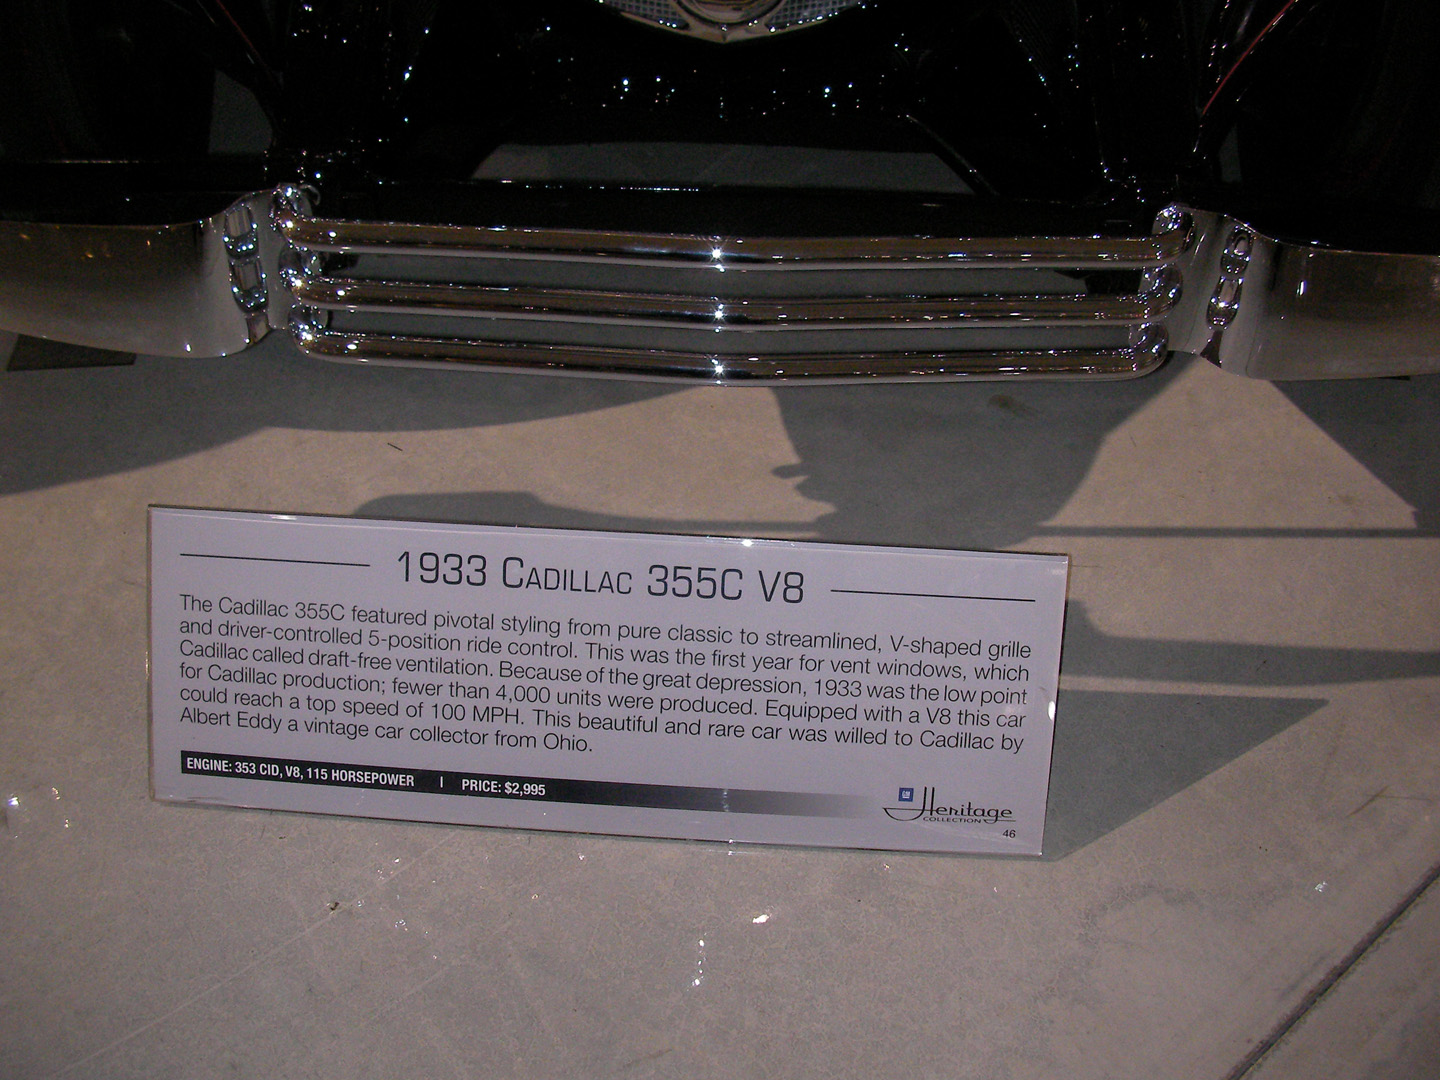 1933 CADILLAC 355C V8
The Cadillac 355C featured pivotal styling from pure classic to streamlined, V-shaped grille
and driver-controlled 5-position ride control. This was the first year for vent windows, which
Cadillac called draft-free ventilation. Because of the great depression, 1933 was the low point
for Cadillac production; fewer than 4,000 units were produced. Equipped with a V8 this car
could reach a top speed of 100 MPH. This beautiful and rare car was willed to Cadillac by
Albert Eddy a vintage car collector from Ohio.
ENGINE: 353 CID, V8, 115 HORSEPOWER | PRICE: $2,995
GM Heritage
COLLECTION
46